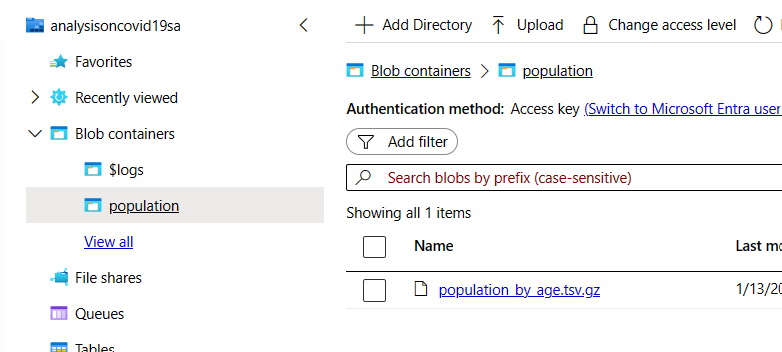 analysisoncovid19sa
Favorites
Recently viewed
Blob containers
$logs
population
View all
File shares
Queues
Tables
Add Directory Upload Change access level
Blob containers > population
Authentication method: Access key (Switch to Microsoft Entra user
Add filter
Search blobs by prefix (case-sensitive)
Showing all 1 items
Name Last mo
population_by_age.tsv.gz 1/13/20